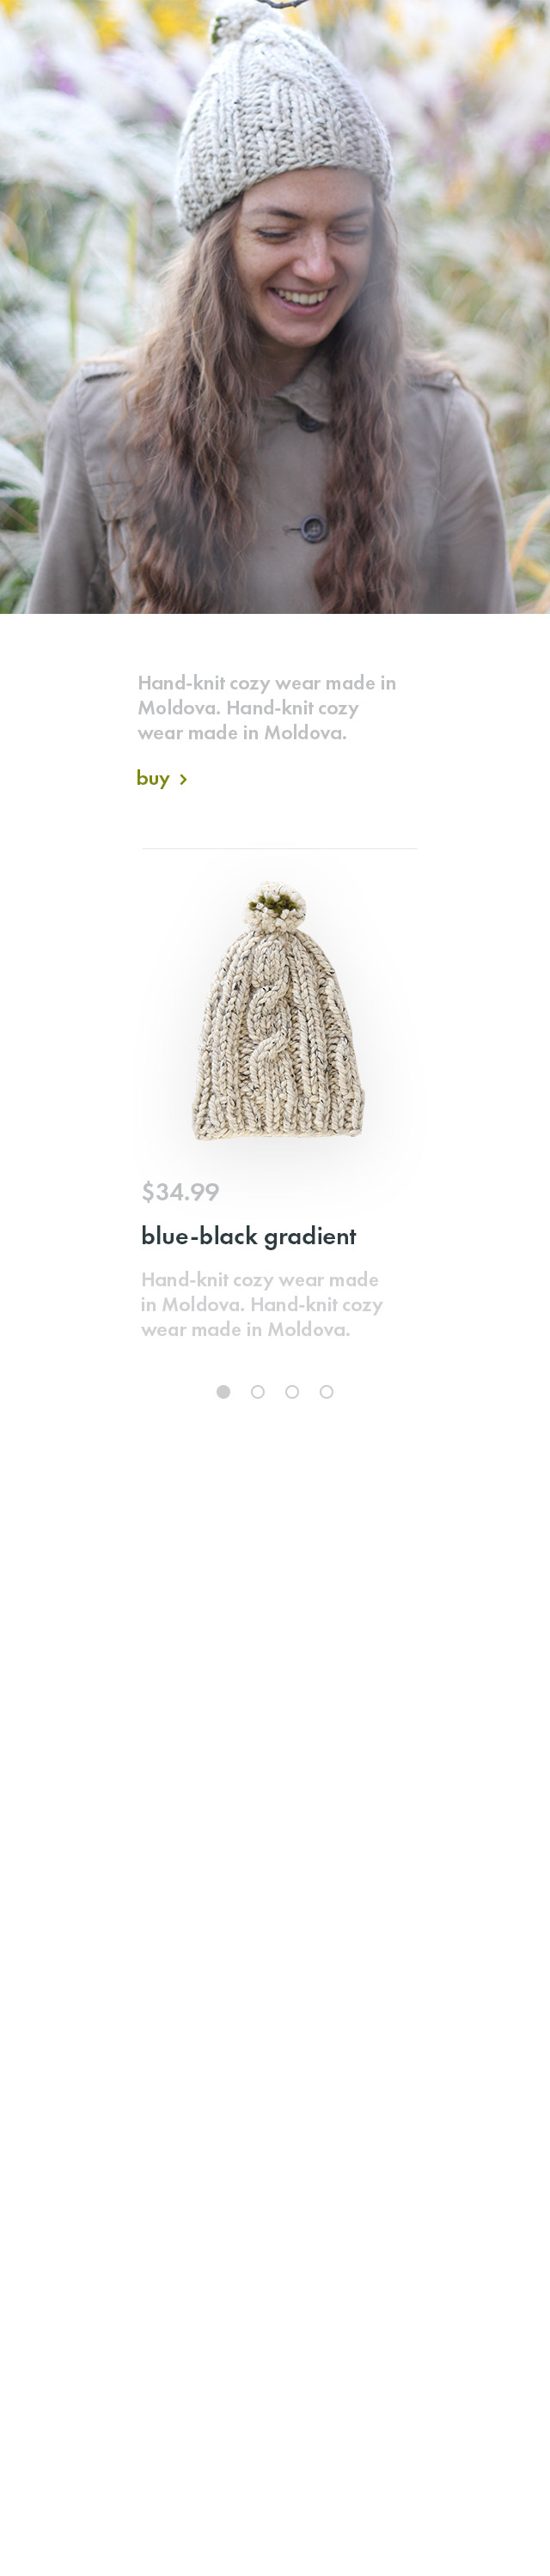 Hand-knit cozy wear made in
Moldova. Hand-knit cozy
wear made in Moldova.
buy >
$34.99
blue-black gradient
Hand-knit cozy wear made
in Moldova. Hand-knit cozy
wear made in Moldova.